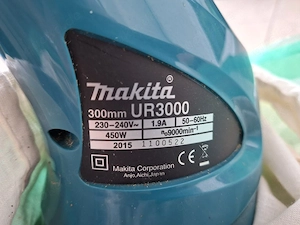 makita®
300mm UR3000
230-240V~ 1.9A 50-60Hz
450W n₀9000min⁻¹
2015 1100522
Makita Corporation
Anjo, Aichi, Japan
CE